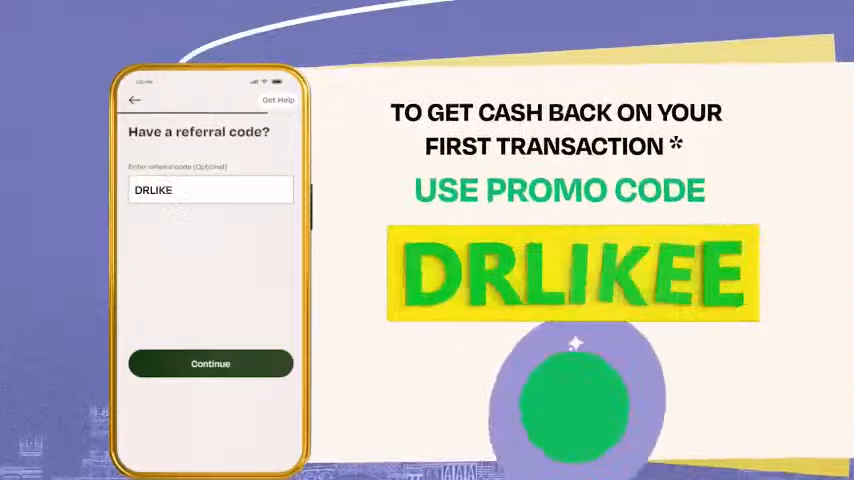 Get Help
Have a referral code?
Enter referral code (Optional)
DRLIKE
Continue
TO GET CASH BACK ON YOUR
FIRST TRANSACTION *
USE PROMO CODE
DRLIKEE